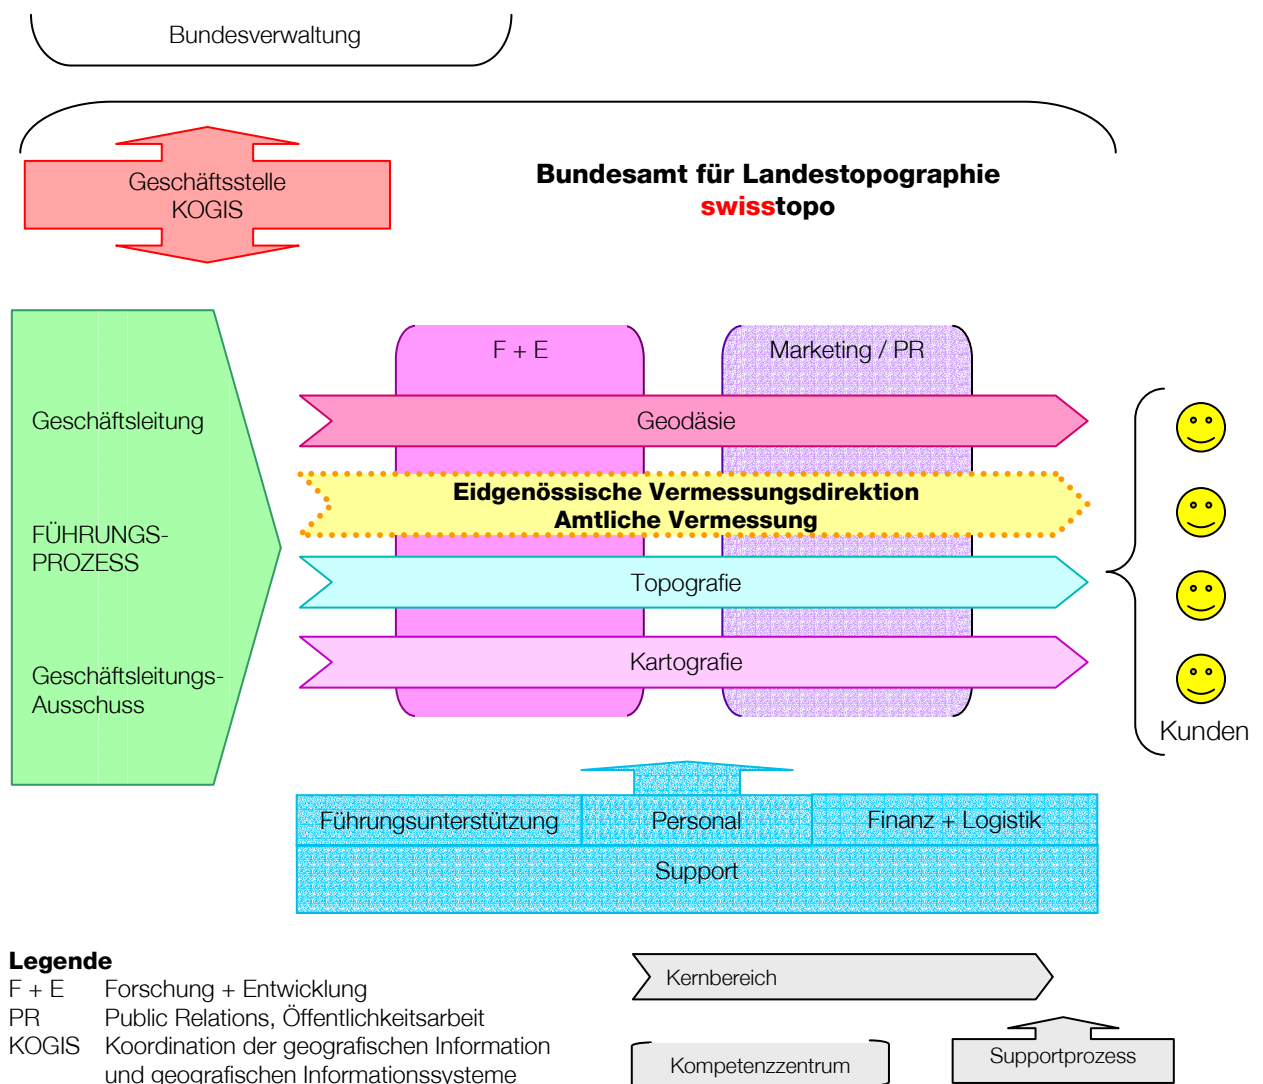 Bundesverwaltung
Geschäftsstelle
KOGIS
Bundesamt für Landestopographie
swisstopo
Geschäftsleitung
FÜHRUNGS-
PROZESS
Geschäftsleitungs-
Ausschuss
F + E
Marketing / PR
Geodäsie
Eidgenössische Vermessungsdirektion
Amtliche Vermessung
Topografie
Kartografie
Kunden
Führungsunterstützung
Personal
Finanz + Logistik
Support
Legende
F + E Forschung + Entwicklung
PR Public Relations, Öffentlichkeitsarbeit
KOGIS Koordination der geografischen Information
und geografischen Informationssysteme
Kernbereich
Kompetenzzentrum
Supportprozess